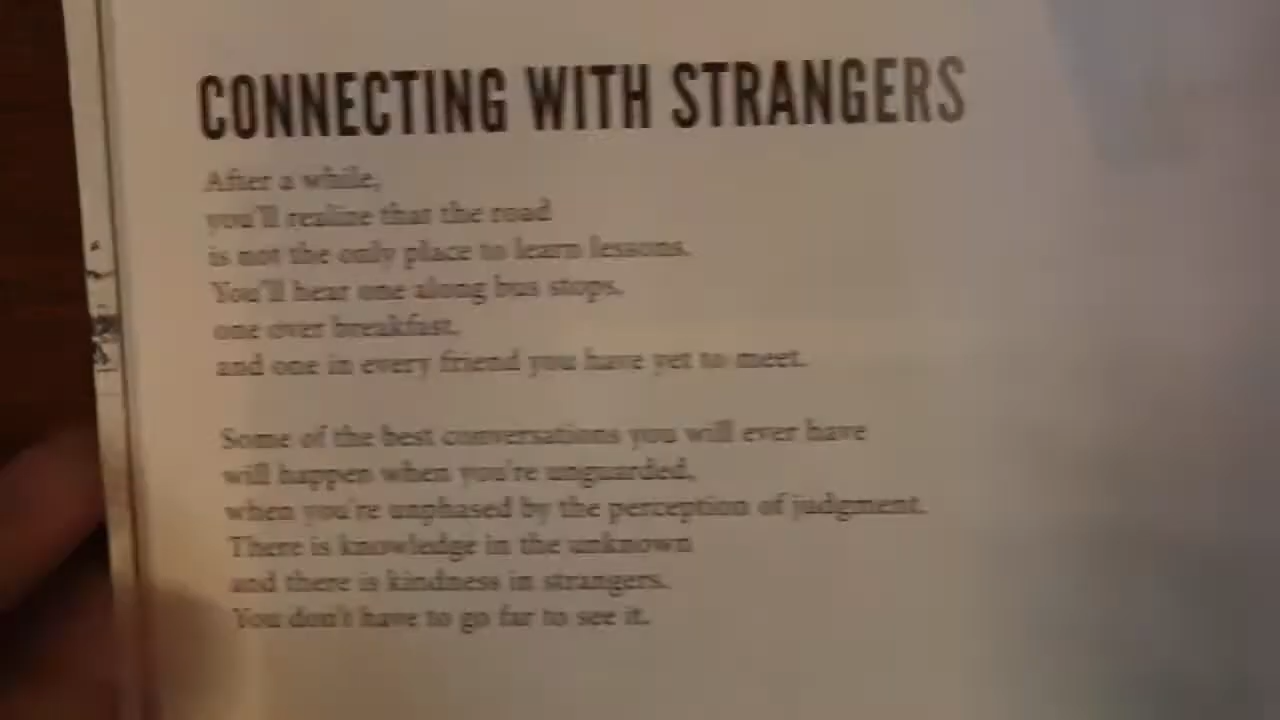 CONNECTING WITH STRANGERS
After a while,
you'll realize that the road
is not the only place to learn lessons.
You'll hear one along bus stops,
one over breakfast,
and one in every friend you have yet to meet.
Some of the best conversations you will ever have
will happen when you're unguarded,
when you're unphased by the perception of judgment.
There is knowledge in the unknown
and there is kindness in strangers.
You don't have to go far to see it.